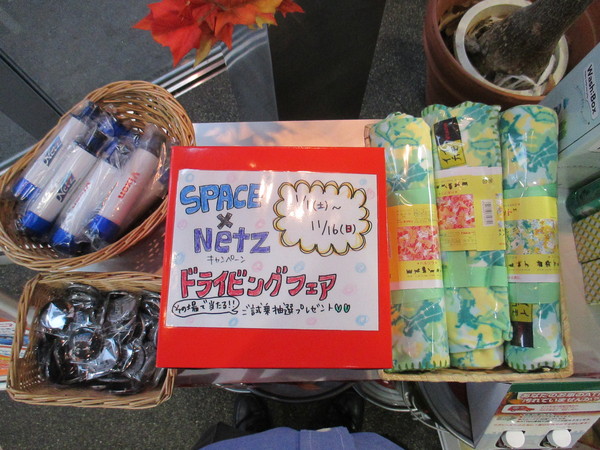 SPACE
×
Netz
キャンペーン
11/1(土)～
11/16(日)
ドライビングフェア
その場で当たる!!
ご試乗抽選プレゼント
Wash:Box